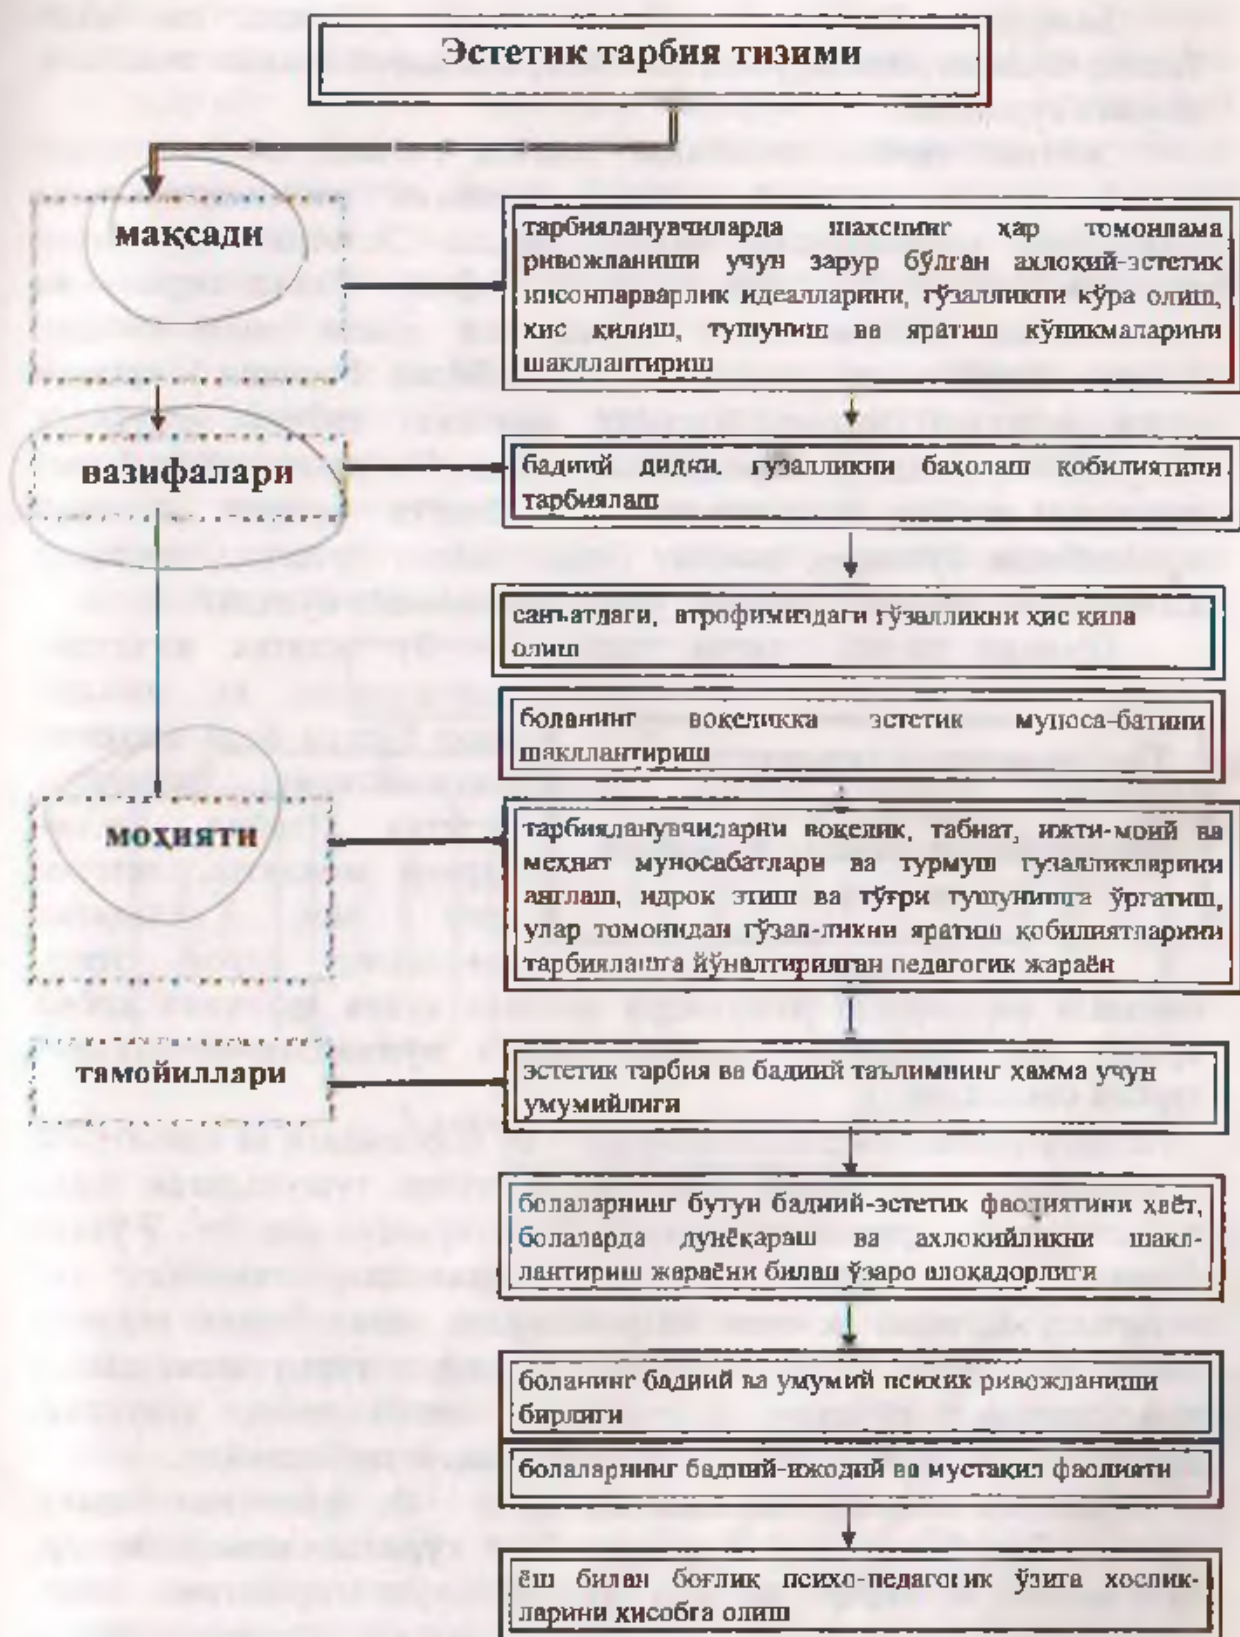 Эстетик тарбия тизими
мақсади
тарбияланувчиларда шахснинг ҳар томонлама
ривожланиши учун зарур бўлган ахлоқий-эстетик
инсонпарварлик идеалларини, гўзалликни кўра олиш,
ҳис қилиш, тушуниш ва яратиш кўникмаларини
шакллантириш
вазифалари
бадиий дидни, гўзалликни баҳолаш қобилиятини
тарбиялаш
санъатдаги, атрофимиздаги гўзалликни ҳис қила
олиш
боланинг воқеликка эстетик муноса-батини
шакллантириш
моҳияти
тарбияланувчиларни воқелик, табиат, ижти-моий ва
меҳнат муносабатлари ва турмуш гўзалликларини
англаш, идрок этиш ва тўғри тушунишга ўргатиш,
улар томонидан гўзал-ликни яратиш қобилиятларини
тарбиялашга йўналтирилган педагогик жараён
тамойиллари
эстетик тарбия ва бадиий таълимнинг ҳамма учун
умумийлиги
болаларнинг бутун бадиий-эстетик фаолиятини ҳаёт,
болаларда дунёқараш ва ахлоқийликни шакл-
лантириш жараёни билан ўзаро алоқадорлиги
боланинг бадиий ва умумий психик ривожланиши
бирлиги
болаларнинг бадиий-ижодий ва мустақил фаолияти
ёш билан боғлиқ психо-педагогик ўзига хослик-
ларини ҳисобга олиш